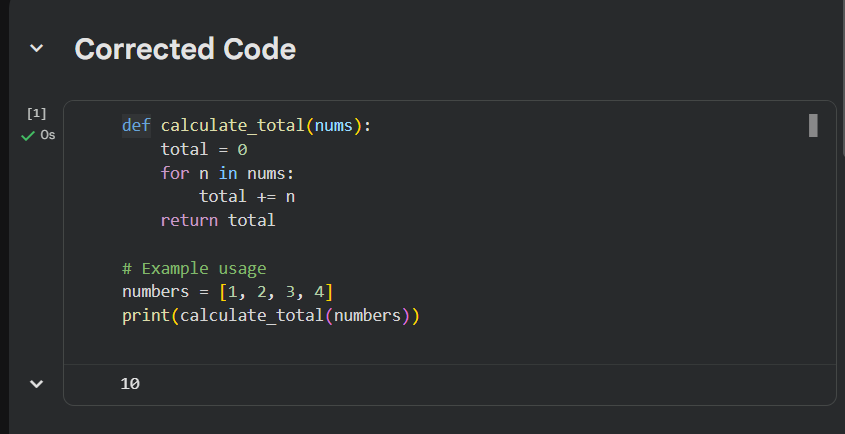 Corrected Code
[1]
0s
def calculate_total(nums):
    total = 0
    for n in nums:
        total += n
    return total

# Example usage
numbers = [1, 2, 3, 4]
print(calculate_total(numbers))
10